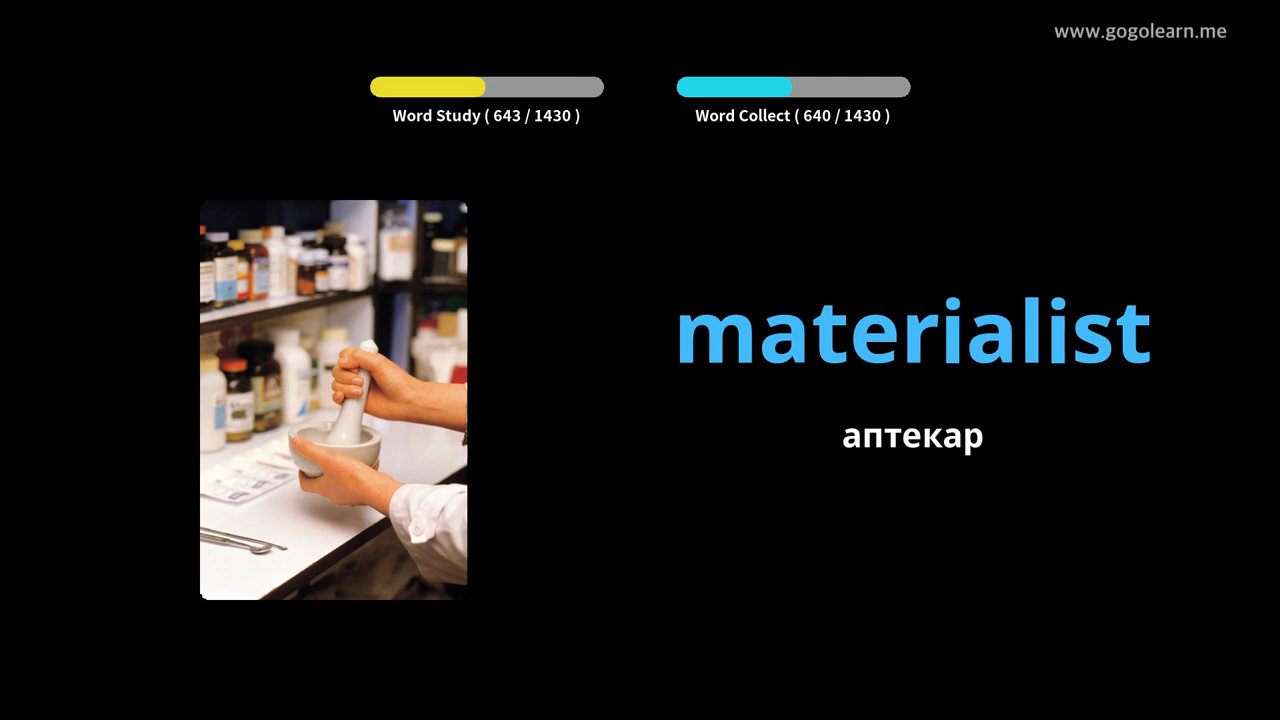 www.gogolearn.me
Word Study ( 643 / 1430 )
Word Collect ( 640 / 1430 )
materialist
аптекар